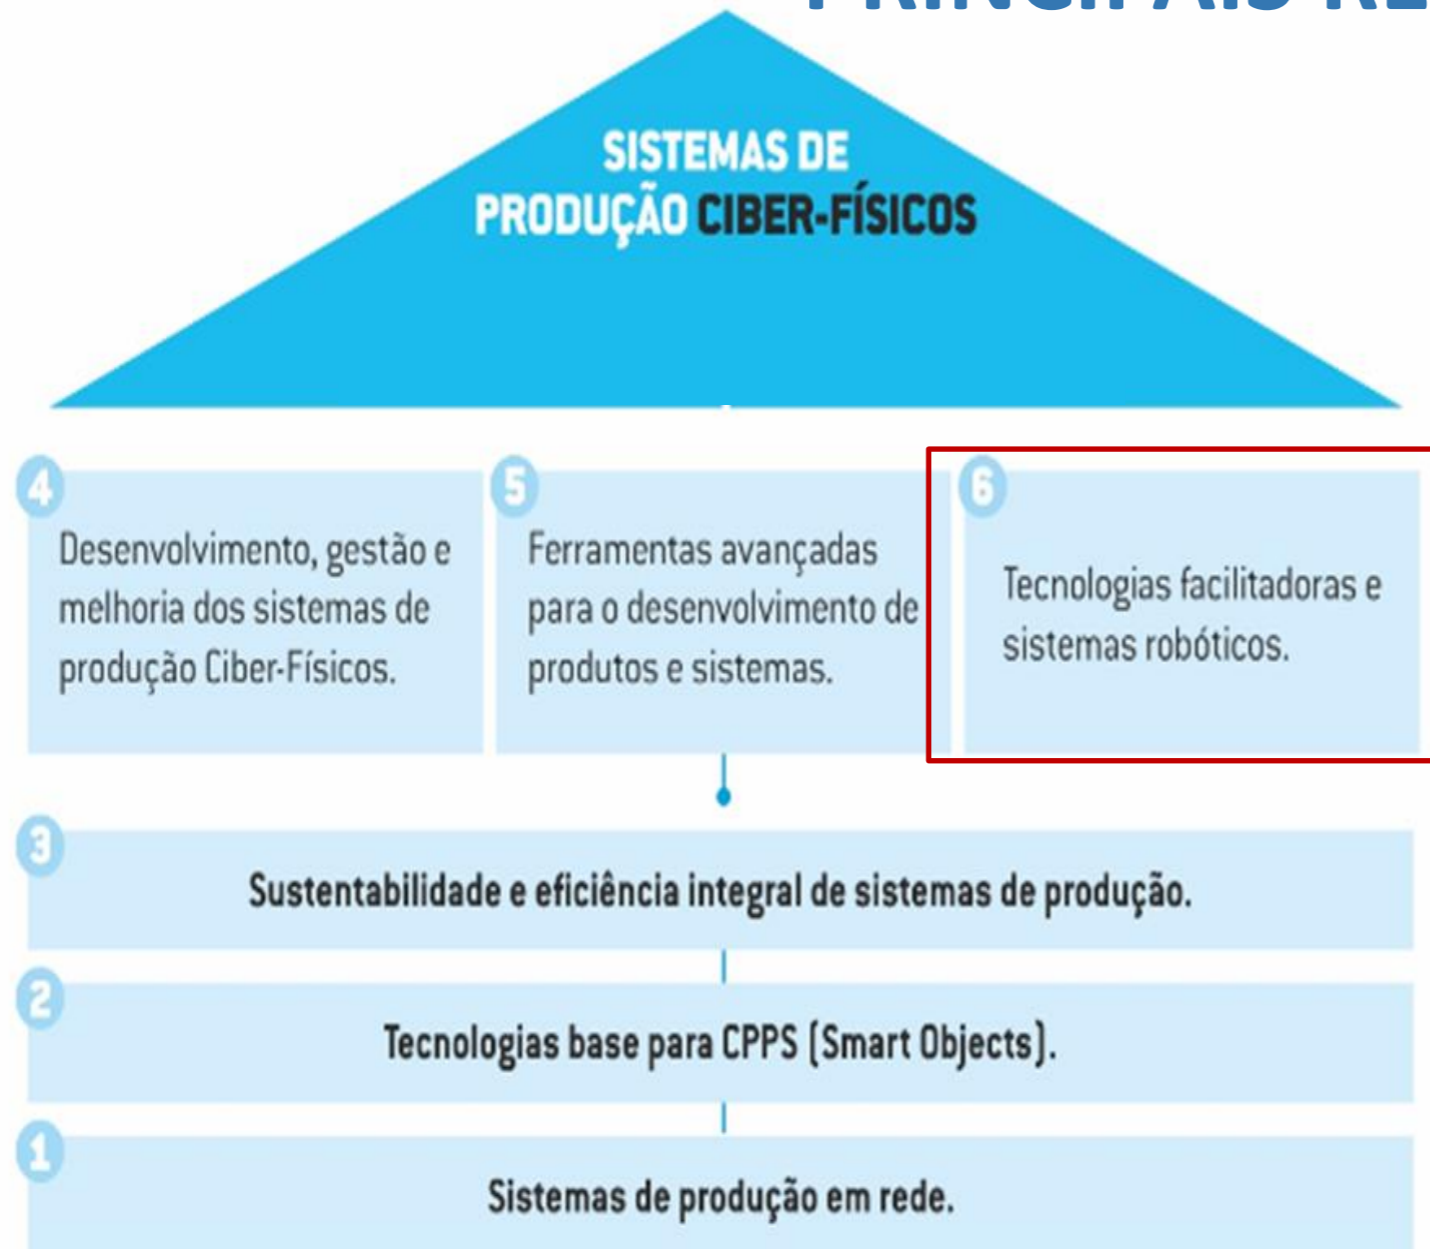 SISTEMAS DE
PRODUÇÃO CIBER-FÍSICOS
4
Desenvolvimento, gestão e
melhoria dos sistemas de
produção Ciber-Físicos.
5
Ferramentas avançadas
para o desenvolvimento de
produtos e sistemas.
6
Tecnologias facilitadoras e
sistemas robóticos.
3
Sustentabilidade e eficiência integral de sistemas de produção.
2
Tecnologias base para CPPS (Smart Objects).
1
Sistemas de produção em rede.